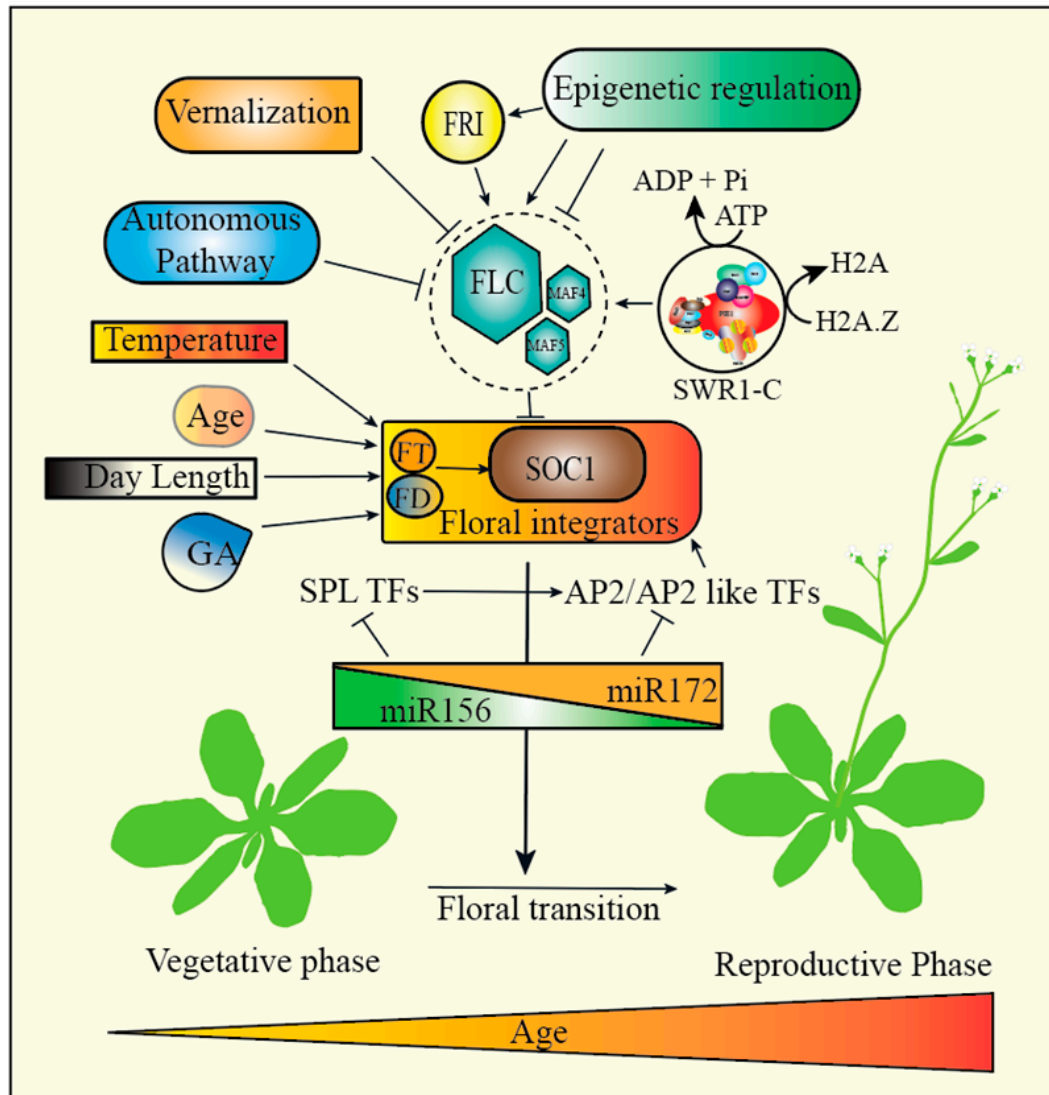 Vernalization
Epigenetic regulation
FRI
ADP + Pi
ATP
Autonomous
Pathway
FLC
MAF4
MAF5
H2A
H2A.Z
SWR1-C
Temperature
Age
FT
SOC1
Day Length
FD
Floral integrators
GA
SPL TFs
AP2/AP2 like TFs
miR172
miR156
Floral transition
Vegetative phase
Reproductive Phase
Age